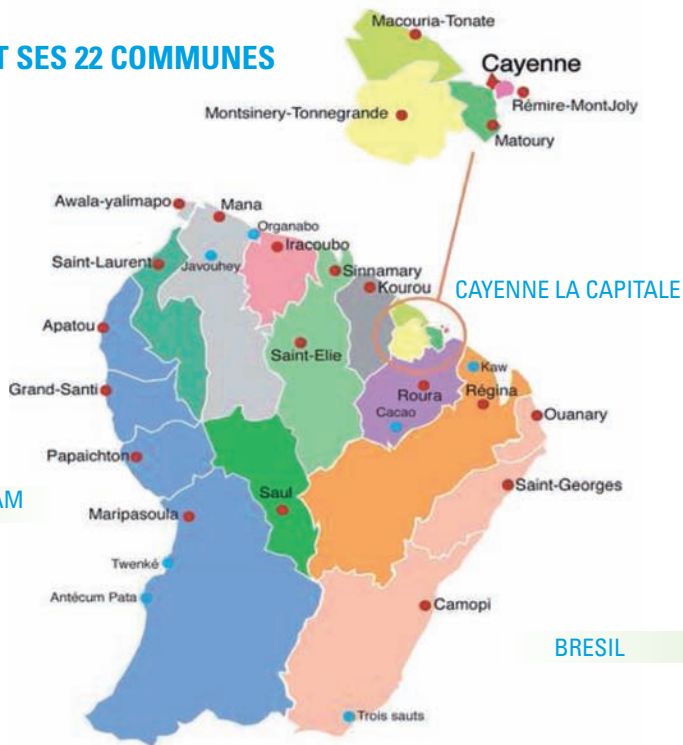 T SES 22 COMMUNES
Macouria-Tonate
Cayenne
Montsinery-Tonnegrande
Rémire-MontJoly
Matoury
Awala-yalimapo
Mana
Organabo
Iracoubo
Saint-Laurent
Javouhey
Sinnamary
Kourou
CAYENNE LA CAPITALE
Apatou
Saint-Elie
Kaw
Grand-Santi
Roura
Régina
Cacao
Ouanary
Papaichton
Saint-Georges
Saul
AM
Maripasoula
Twenké
Antécum Pata
Camopi
BRESIL
Trois sauts